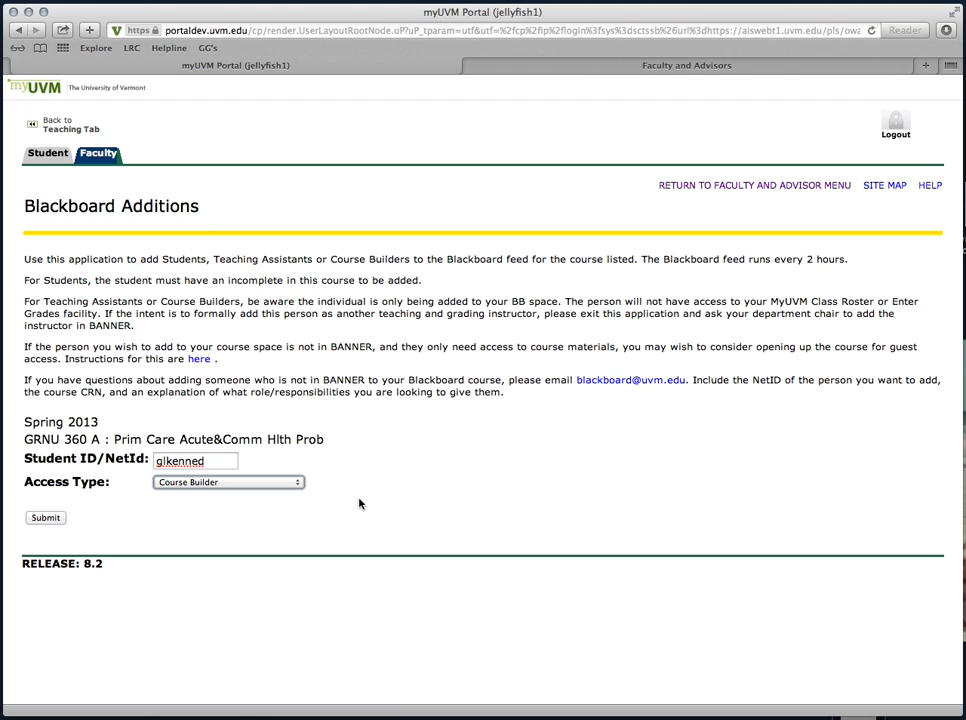 myUVM Portal (jellyfish1)
https portaldev.uvm.edu/cp/render.UserLayoutRootNode.uP?uP_tparam=utf&utf=%2fcp%2fip%2flogin%3fsys%3dsctssb%26url%3dhttps://aiswebt1.uvm.edu/pls/owa Reader
Explore LRC Helpline GG's
myUVM Portal (jellyfish1) Faculty and Advisors
myUVM The University of Vermont
Back to
Teaching Tab
Logout
Student Faculty
RETURN TO FACULTY AND ADVISOR MENU SITE MAP HELP
Blackboard Additions
Use this application to add Students, Teaching Assistants or Course Builders to the Blackboard feed for the course listed. The Blackboard feed runs every 2 hours.
For Students, the student must have an incomplete in this course to be added.
For Teaching Assistants or Course Builders, be aware the individual is only being added to your BB space. The person will not have access to your MyUVM Class Roster or Enter
Grades facility. If the intent is to formally add this person as another teaching and grading instructor, please exit this application and ask your department chair to add the
instructor in BANNER.
If the person you wish to add to your course space is not in BANNER, and they only need access to course materials, you may wish to consider opening up the course for guest
access. Instructions for this are here .
If you have questions about adding someone who is not in BANNER to your Blackboard course, please email blackboard@uvm.edu. Include the NetID of the person you want to add,
the course CRN, and an explanation of what role/responsibilities you are looking to give them.
Spring 2013
GRNU 360 A : Prim Care Acute&Comm Hlth Prob
Student ID/NetId: glkenned
Access Type: Course Builder
Submit
RELEASE: 8.2